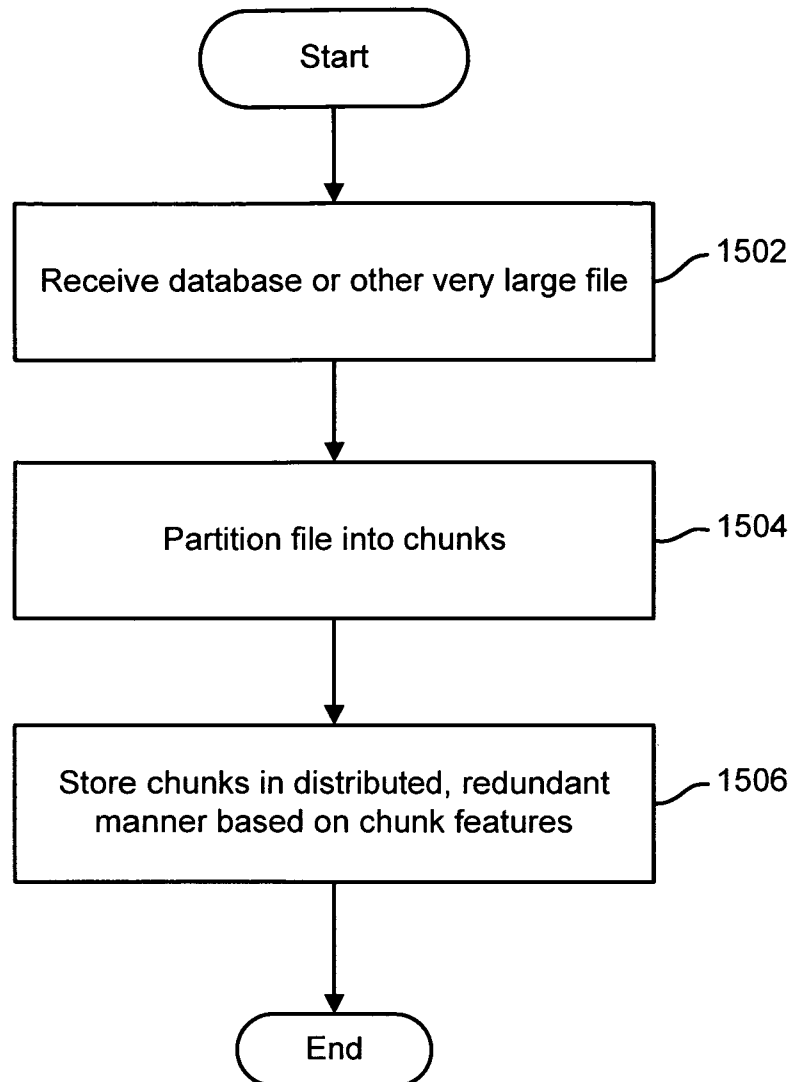 Start
Receive database or other very large file
1502
Partition file into chunks
1504
Store chunks in distributed, redundant
manner based on chunk features
1506
End